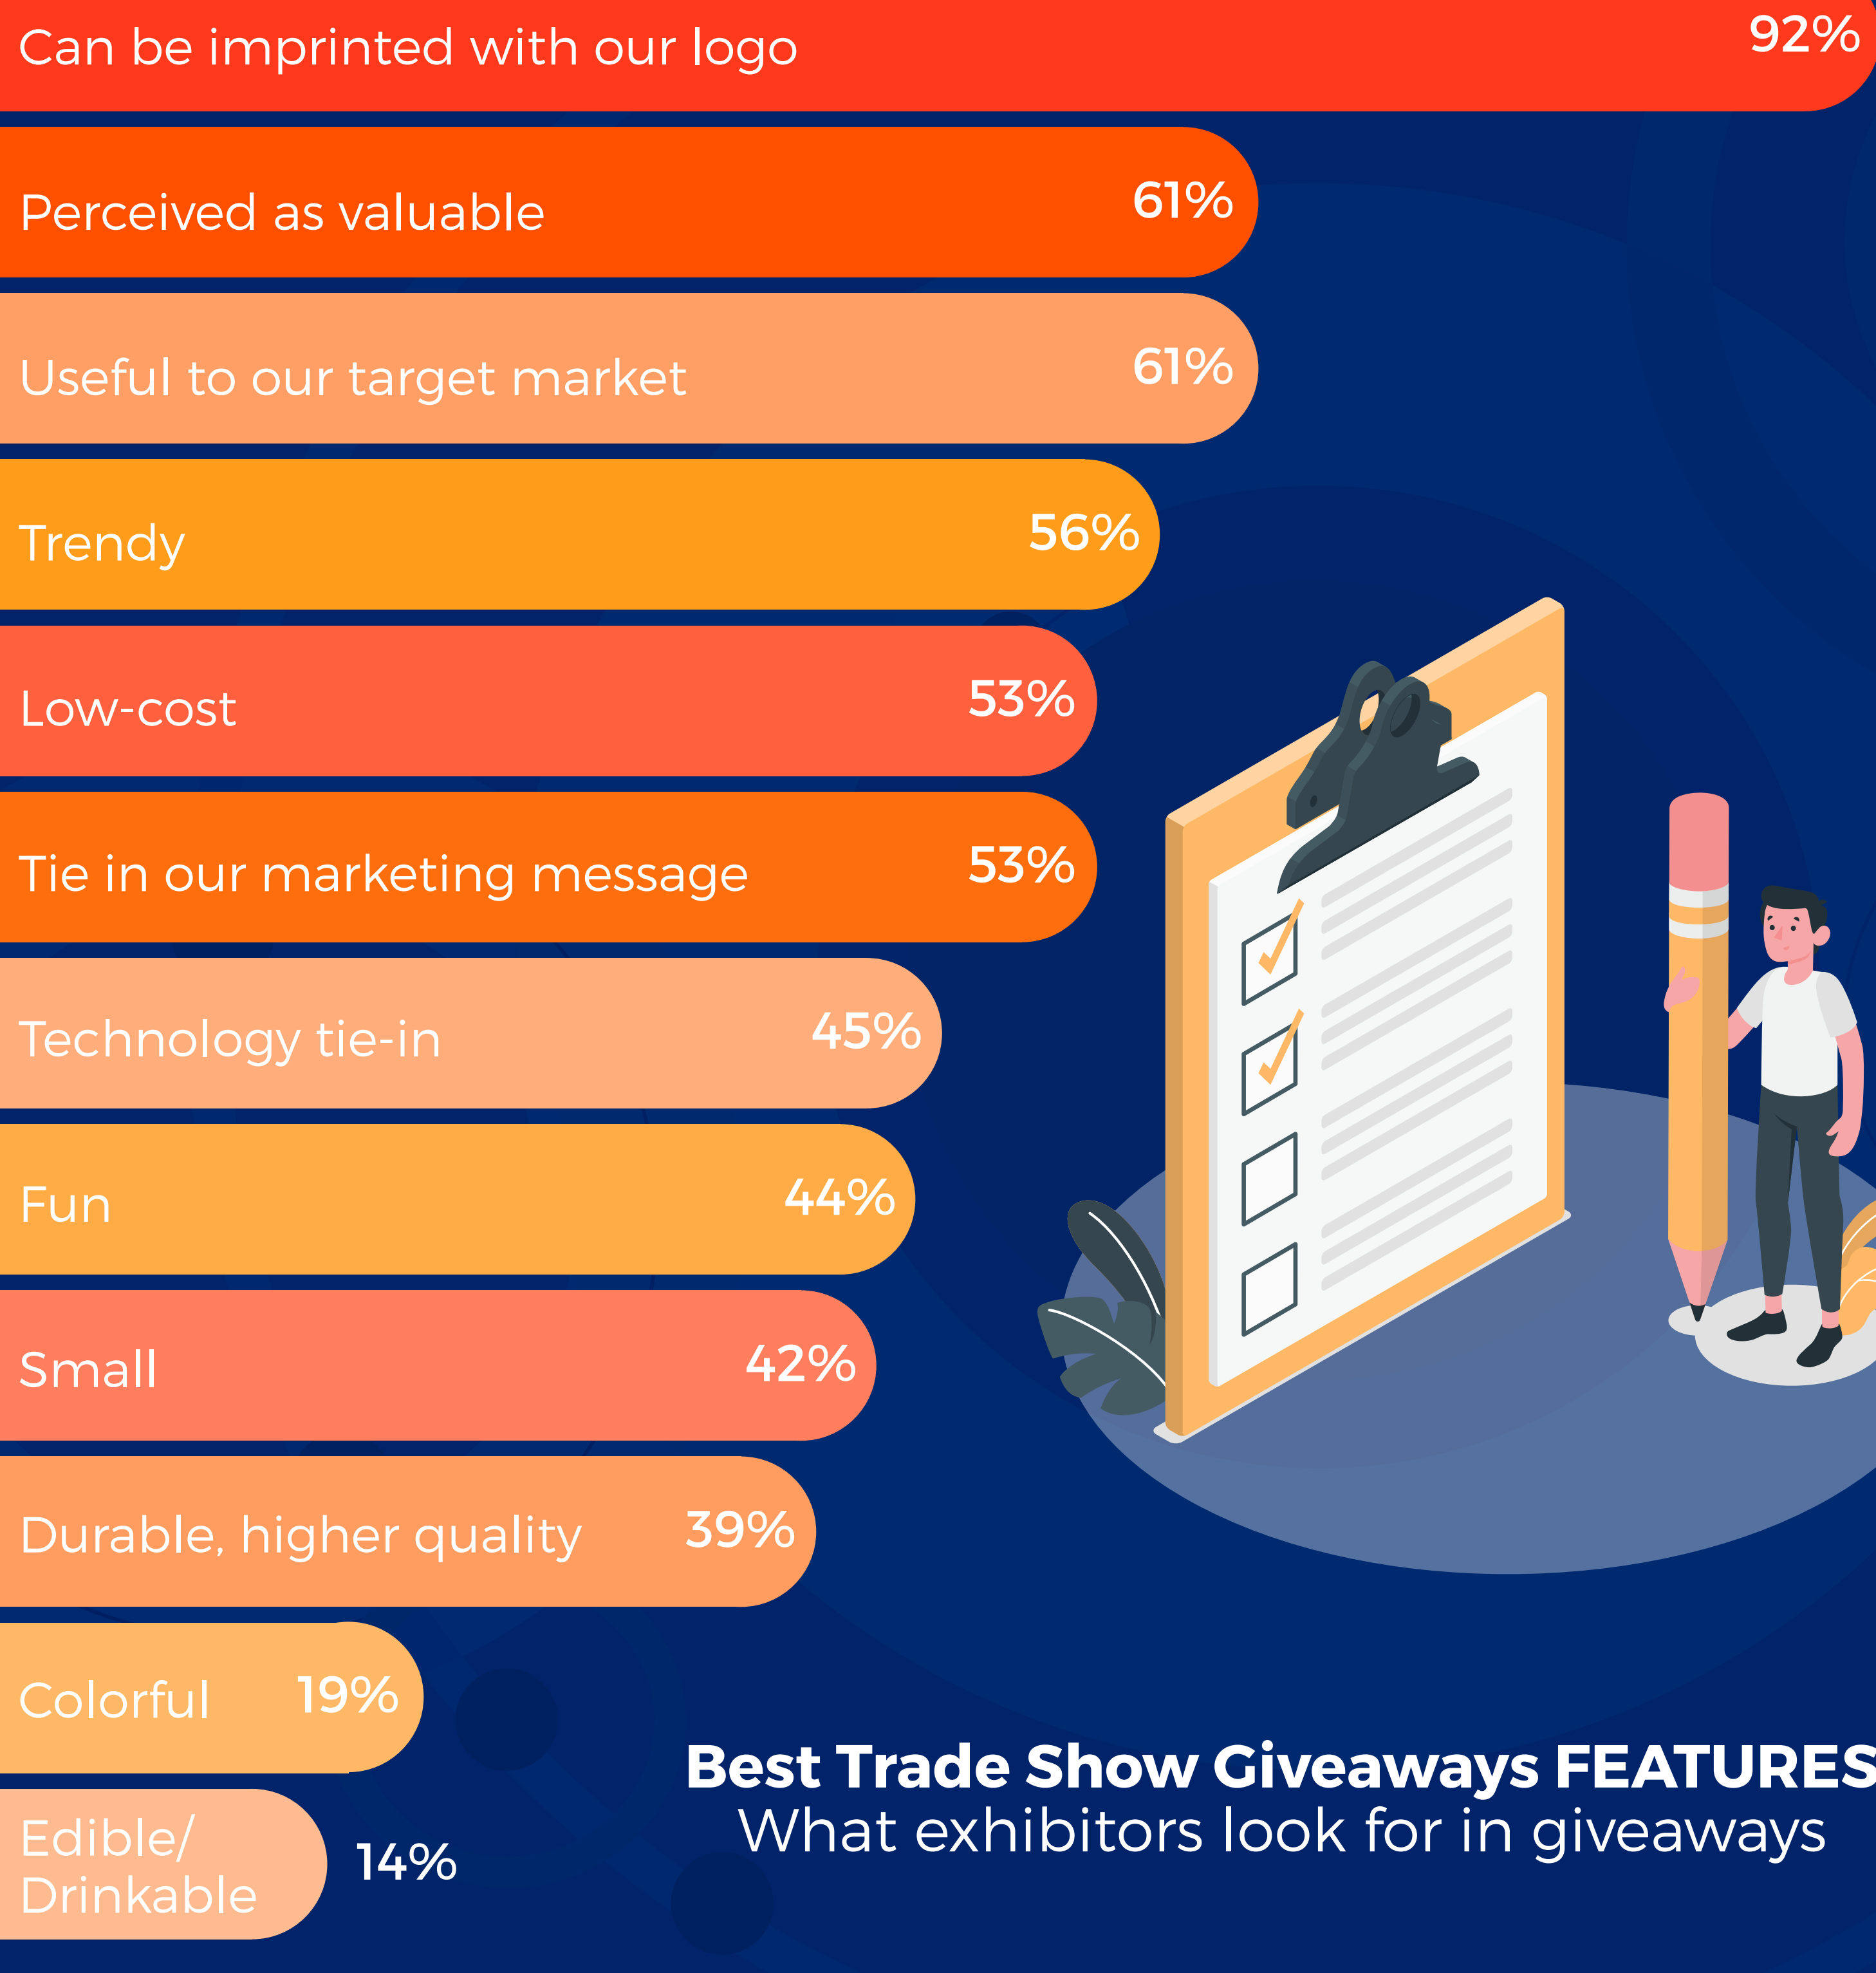 Can be imprinted with our logo 92%
Perceived as valuable 61%
Useful to our target market 61%
Trendy 56%
Low-cost 53%
Tie in our marketing message 53%
Technology tie-in 45%
Fun 44%
Small 42%
Durable, higher quality 39%
Colorful 19%
Edible/
Drinkable 14%
Best Trade Show Giveaways FEATURES
What exhibitors look for in giveaways